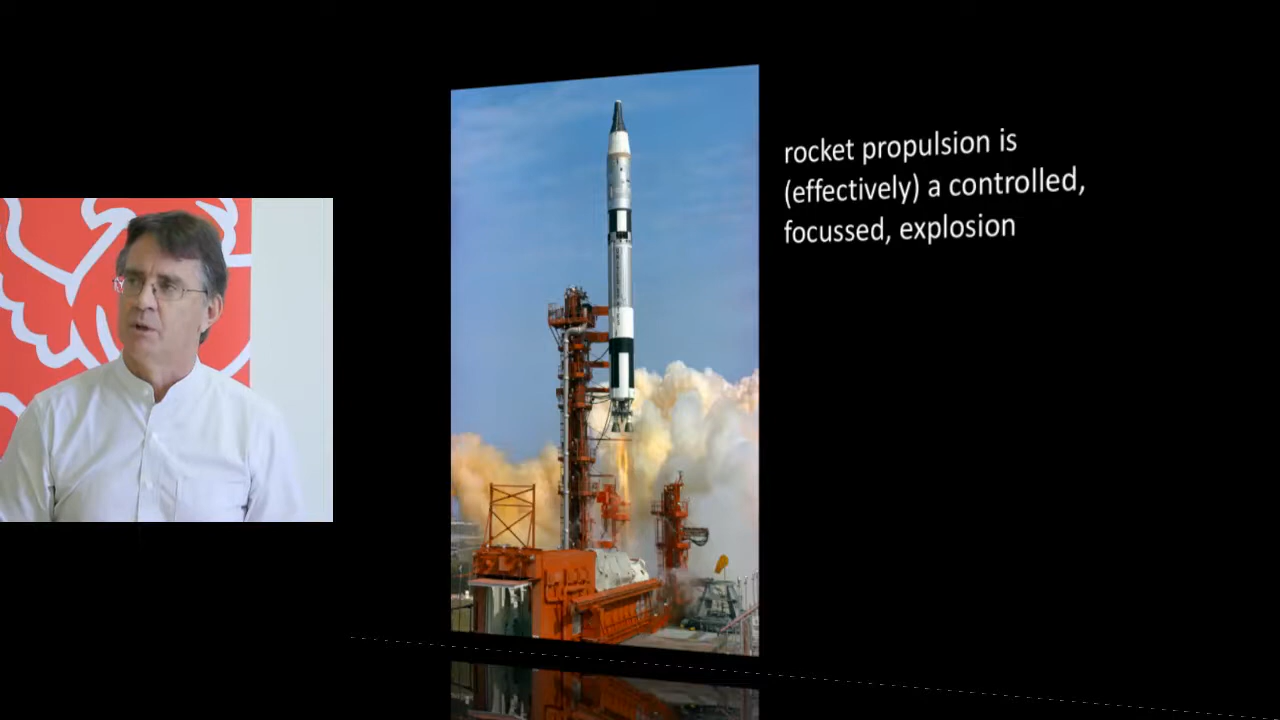 rocket propulsion is
(effectively) a controlled,
focussed, explosion